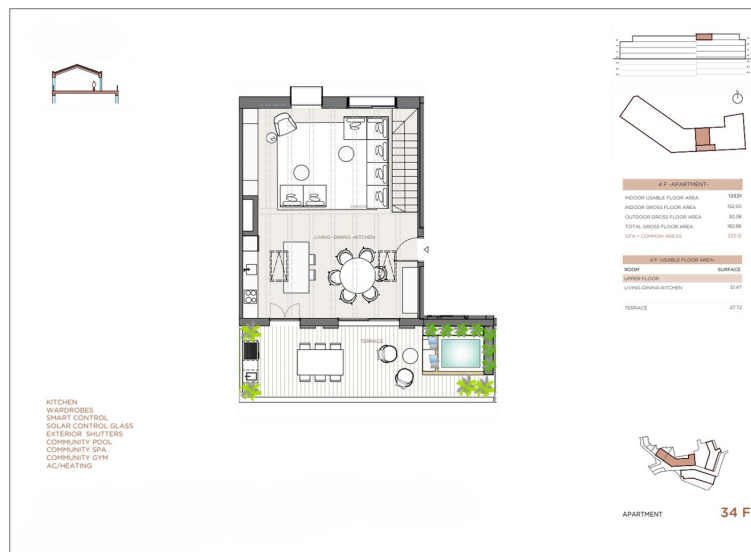 4 F -APARTMENT-
INDOOR USABLE FLOOR AREA 123,51
INDOOR GROSS FLOOR AREA 152,50
OUTDOOR GROSS FLOOR AREA 30,38
TOTAL GROSS FLOOR AREA 182,88
GFA + COMMON AREAS
4 F -USABLE FLOOR AREA-
ROOM SURFACE
UPPER FLOOR
LIVING-DINING-KITCHEN 51,47
TERRACE 27,72
LIVING-DINING-KITCHEN
TERRACE
KITCHEN
WARDROBES
SMART CONTROL
SOLAR CONTROL GLASS
EXTERIOR SHUTTERS
COMMUNITY POOL
COMMUNITY SPA
COMMUNITY GYM
AC/HEATING
APARTMENT 34 F